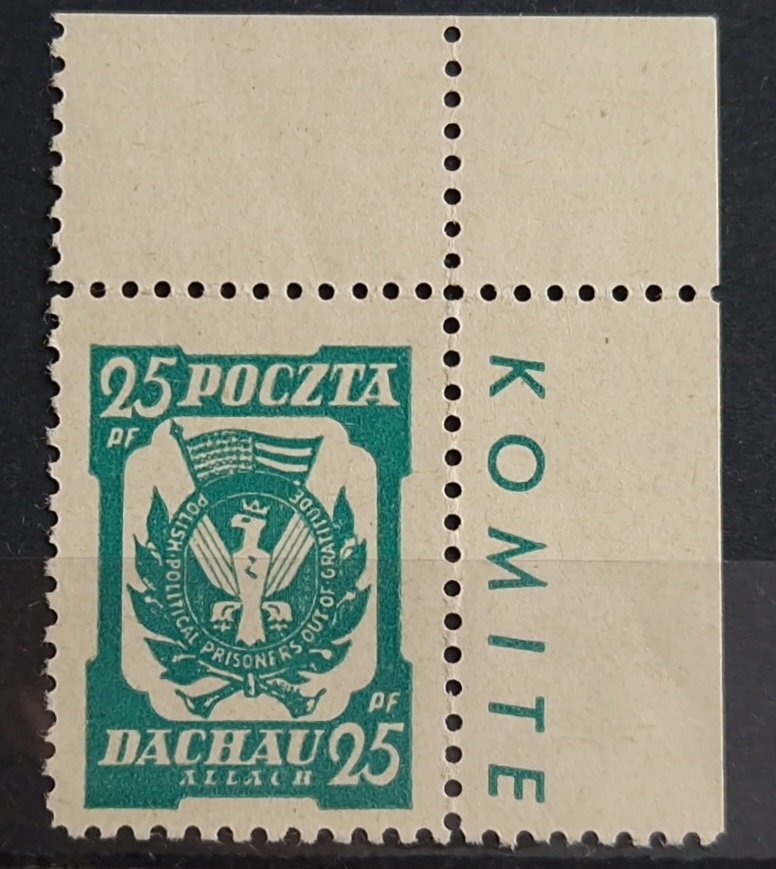 25 POCZTA
PF
POLISH POLITICAL PRISONERS OUT OF GRATITUDE
PF
DACHAU 25
ALLACH
KOMITE